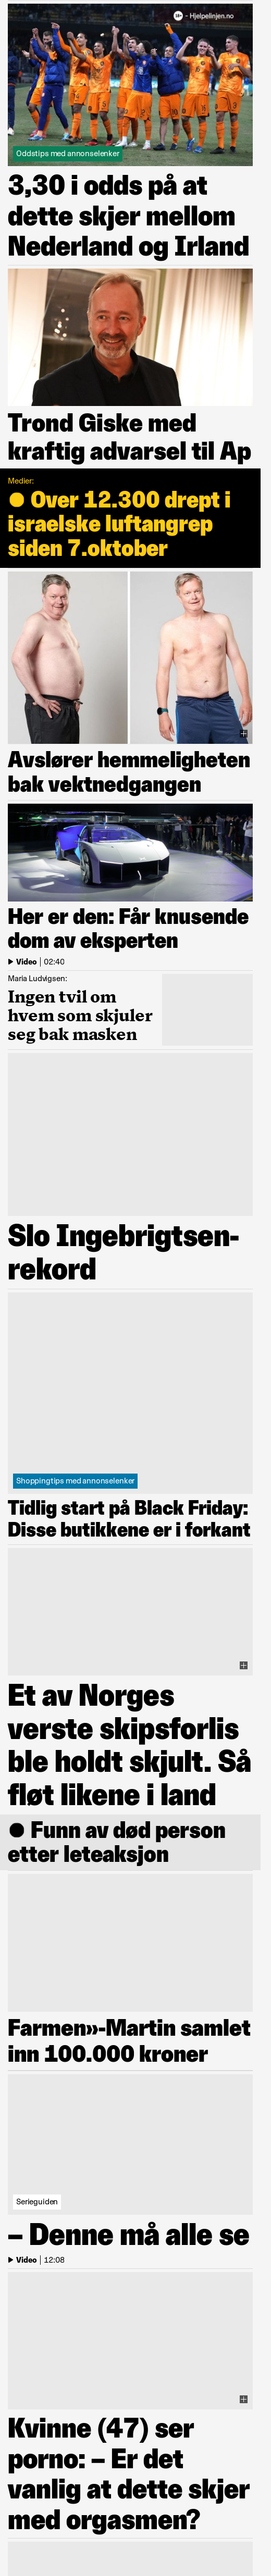 18+ - Hjelpelinjen.no
Oddstips med annonselenker
3,30 i odds på at
dette skjer mellom
Nederland og Irland
Trond Giske med
kraftig advarsel til Ap
Medier:
● Over 12.300 drept i
israelske luftangrep
siden 7.oktober
Avslører hemmeligheten
bak vektnedgangen
Her er den: Får knusende
dom av eksperten
Video | 02:40
Maria Ludvigsen:
Ingen tvil om
hvem som skjuler
seg bak masken
Slo Ingebrigtsen-
rekord
Shoppingtips med annonselenker
Tidlig start på Black Friday:
Disse butikkene er i forkant
Et av Norges
verste skipsforlis
ble holdt skjult. Så
fløt likene i land
● Funn av død person
etter leteaksjon
Farmen»-Martin samlet
inn 100.000 kroner
Serieguiden
– Denne må alle se
Video | 12:08
Kvinne (47) ser
porno: – Er det
vanlig at dette skjer
med orgasmen?